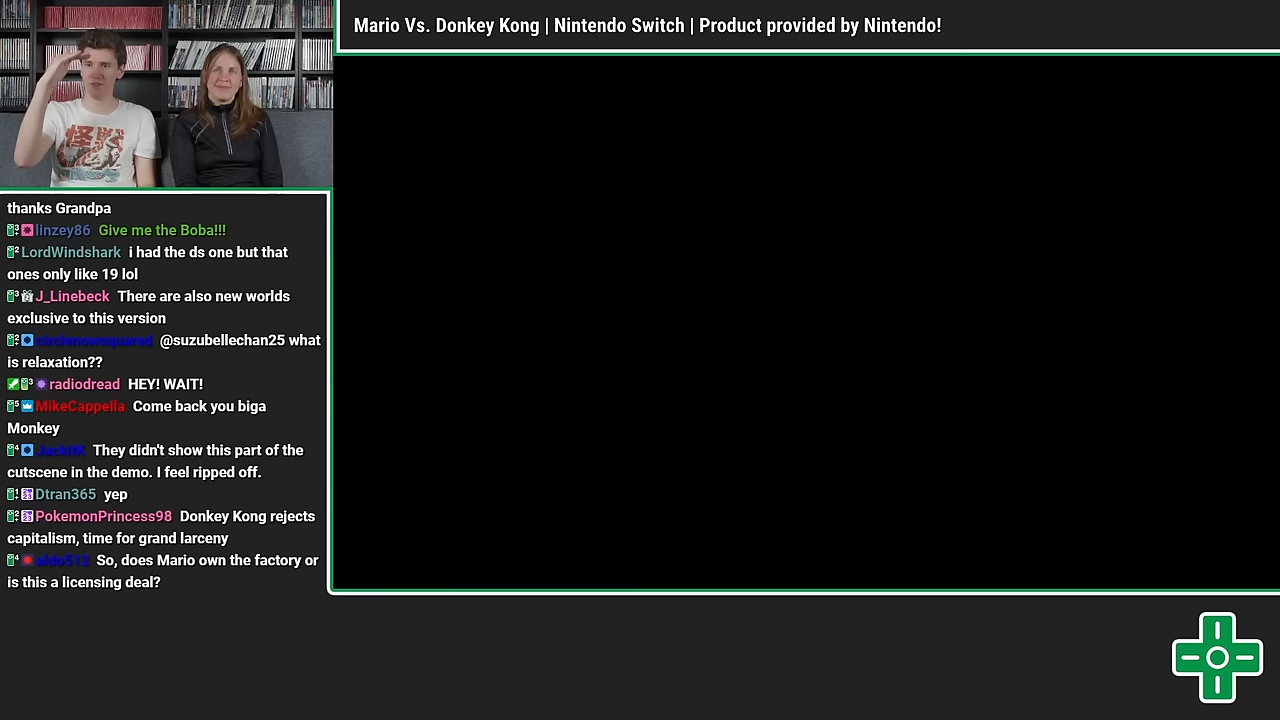 Mario Vs. Donkey Kong | Nintendo Switch | Product provided by Nintendo!
怪獣
thanks Grandpa
linzey86 Give me the Boba!!!
LordWindshark i had the ds one but that
ones only like 19 lol
J_Linebeck There are also new worlds
exclusive to this version
circlenowsquared @suzubellechan25 what
is relaxation??
radiodread HEY! WAIT!
MikeCappella Come back you biga
Monkey
They didn't show this part of the
cutscene in the demo. I feel ripped off.
Dtran365 yep
PokemonPrincess98 Donkey Kong rejects
capitalism, time for grand larceny
aldo512 So, does Mario own the factory or
is this a licensing deal?